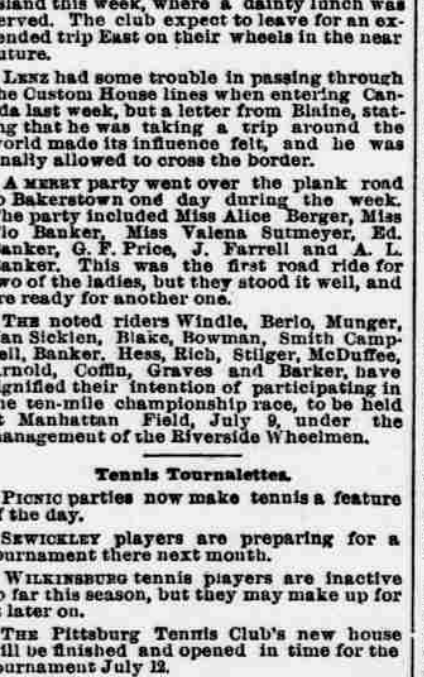 sland this week, where a dainty lunch was
erved. The club expect to leave for an ex-
ended trip East on their wheels in the near
uture.
LENZ had some trouble in passing through
he Custom House lines when entering Can-
da last week, but a letter from Blaine, stat-
ng that he was taking a trip around the
vorld made its influence felt, and he was
nally allowed to cross the border.
A MERRY party went over the plank road
o Bakerstown one day during the week.
he party included Miss Alice Berger, Miss
lo Banker, Miss Valena Sutmeyer, Ed.
anker, G. F. Price, J. Farrell and A. L.
anker. This was the first road ride for
wo of the ladies, but they stood it well, and
re ready for another one.
THE noted riders Windle, Berlo, Munger,
an Sicklen, Blake, Bowman, Smith Camp-
ell, Banker, Hess, Rich, Stilger, McDuffee,
rnold, Coffin, Graves and Barker, have
ignified their intention of participating in
he ten-mile championship race, to be held
t Manhattan Field, July 9, under the
anagement of the Riverside Wheelmen.
Tennis Tournalettes.
PICNIC parties now make tennis a feature
f the day.
SEWICKLEY players are preparing for a
ournament there next month.
WILKINSBURG tennis players are inactive
o far this season, but they may make up for
t later on.
THE Pittsburg Tennis Club's new house
ill be finished and opened in time for the
ournament July 12.